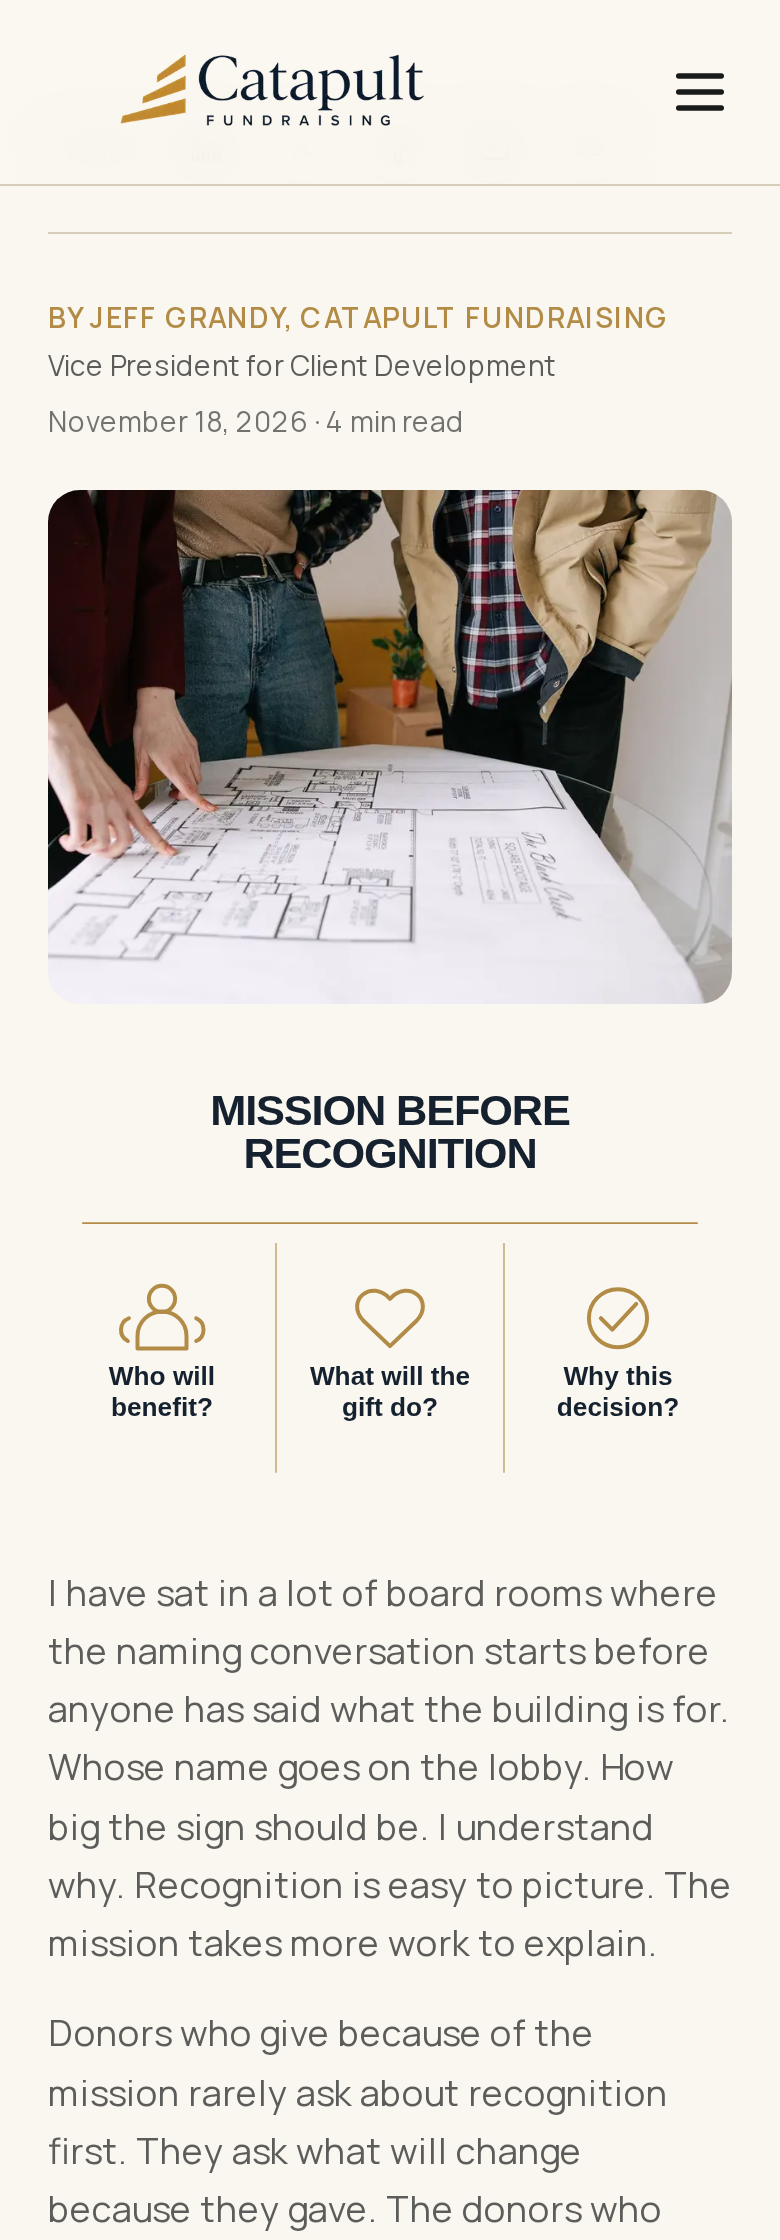 Catapult
FUNDRAISING
BY JEFF GRANDY, CATAPULT FUNDRAISING
Vice President for Client Development
November 18, 2026 · 4 min read
The Black Creek
MISSION BEFORE
RECOGNITION
Who will
benefit?
What will the
gift do?
Why this
decision?
I have sat in a lot of board rooms where
the naming conversation starts before
anyone has said what the building is for.
Whose name goes on the lobby. How
big the sign should be. I understand
why. Recognition is easy to picture. The
mission takes more work to explain.
Donors who give because of the
mission rarely ask about recognition
first. They ask what will change
because they gave. The donors who